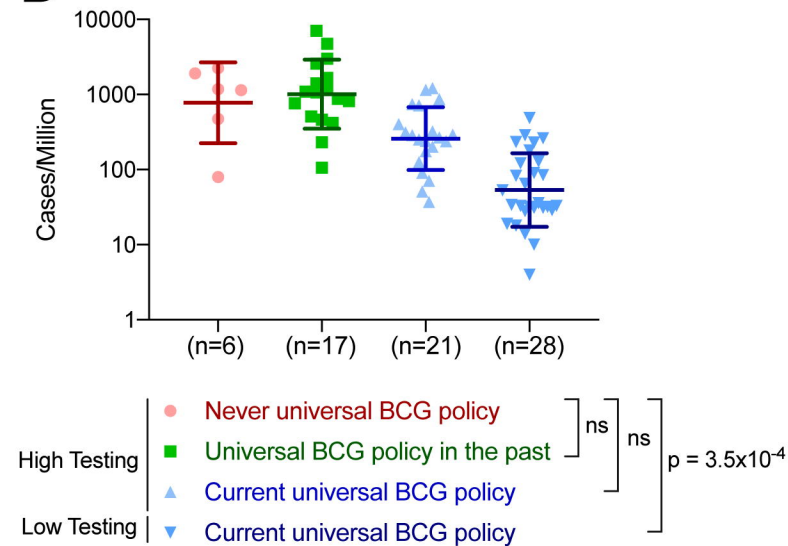 10000
1000
100
10
1
Cases/Million
(n=6) (n=17) (n=21) (n=28)
High Testing
Never universal BCG policy
Universal BCG policy in the past
Current universal BCG policy
Low Testing
Current universal BCG policy
ns
ns
p = 3.5x10⁻⁴